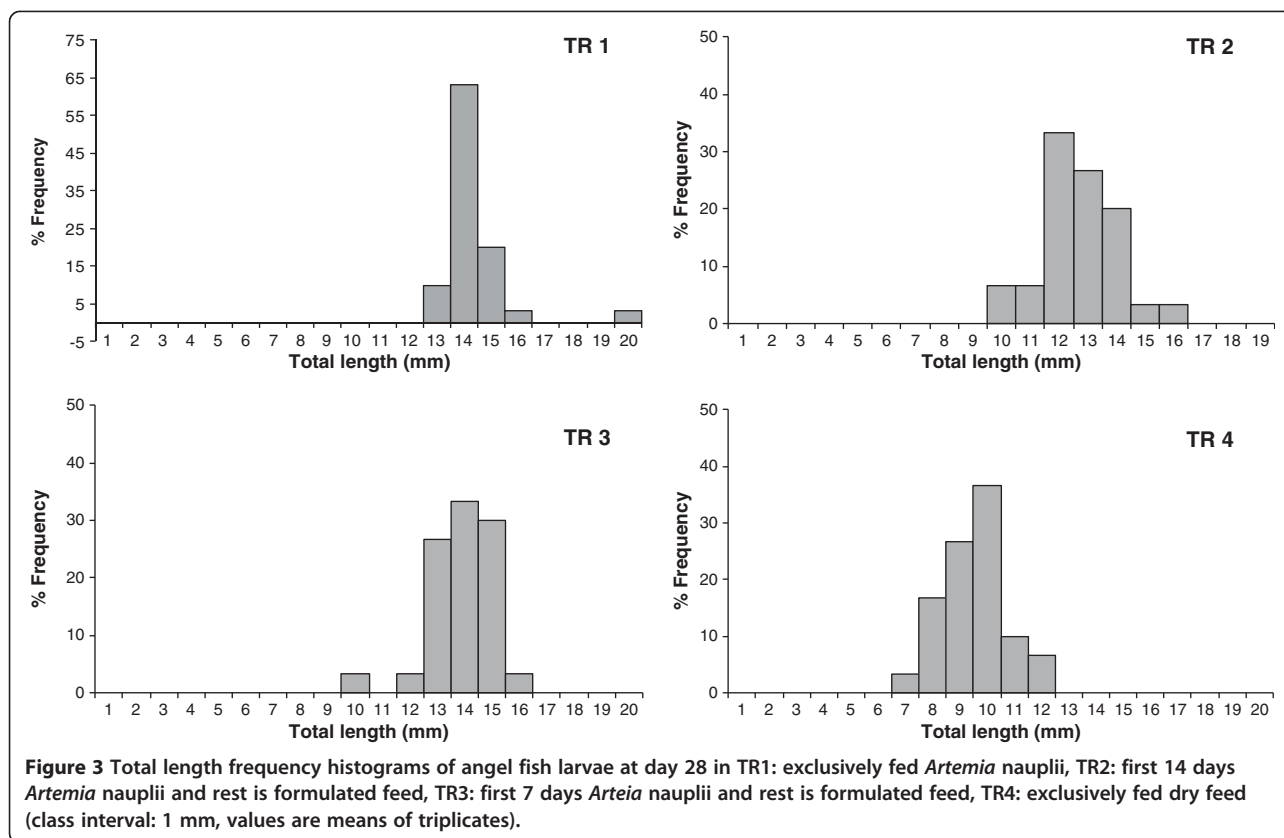 TR 1
75
65
55
45
35
25
15
5
-5
% Frequency
1 2 3 4 5 6 7 8 9 10 11 12 13 14 15 16 17 18 19 20
Total length (mm)
TR 2
50
40
30
20
10
0
% Frequency
1 2 3 4 5 6 7 8 9 10 11 12 13 14 15 16 17 18 19
Total length (mm)
TR 3
50
40
30
20
10
0
% Frequency
1 2 3 4 5 6 7 8 9 10 11 12 13 14 15 16 17 18 19 20
Total length (mm)
TR 4
50
40
30
20
10
0
% Frequency
1 2 3 4 5 6 7 8 9 10 11 12 13 14 15 16 17 18 19 20
Total length (mm)
Figure 3 Total length frequency histograms of angel fish larvae at day 28 in TR1: exclusively fed Artemia nauplii, TR2: first 14 days
Artemia nauplii and rest is formulated feed, TR3: first 7 days Arteia nauplii and rest is formulated feed, TR4: exclusively fed dry feed
(class interval: 1 mm, values are means of triplicates).